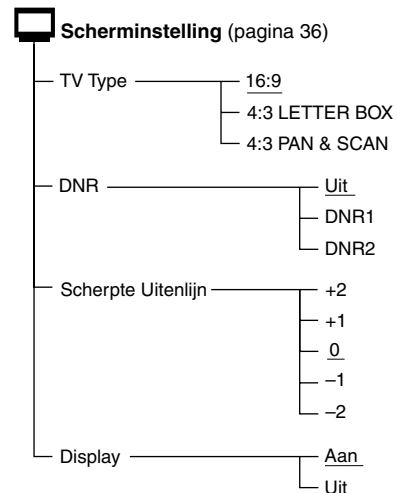 Scherminstelling (pagina 36)
TV Type 16:9
4:3 LETTER BOX
4:3 PAN & SCAN
DNR Uit
DNR1
DNR2
Scherpte Uitenlijn +2
+1
0
−1
−2
Display Aan
Uit